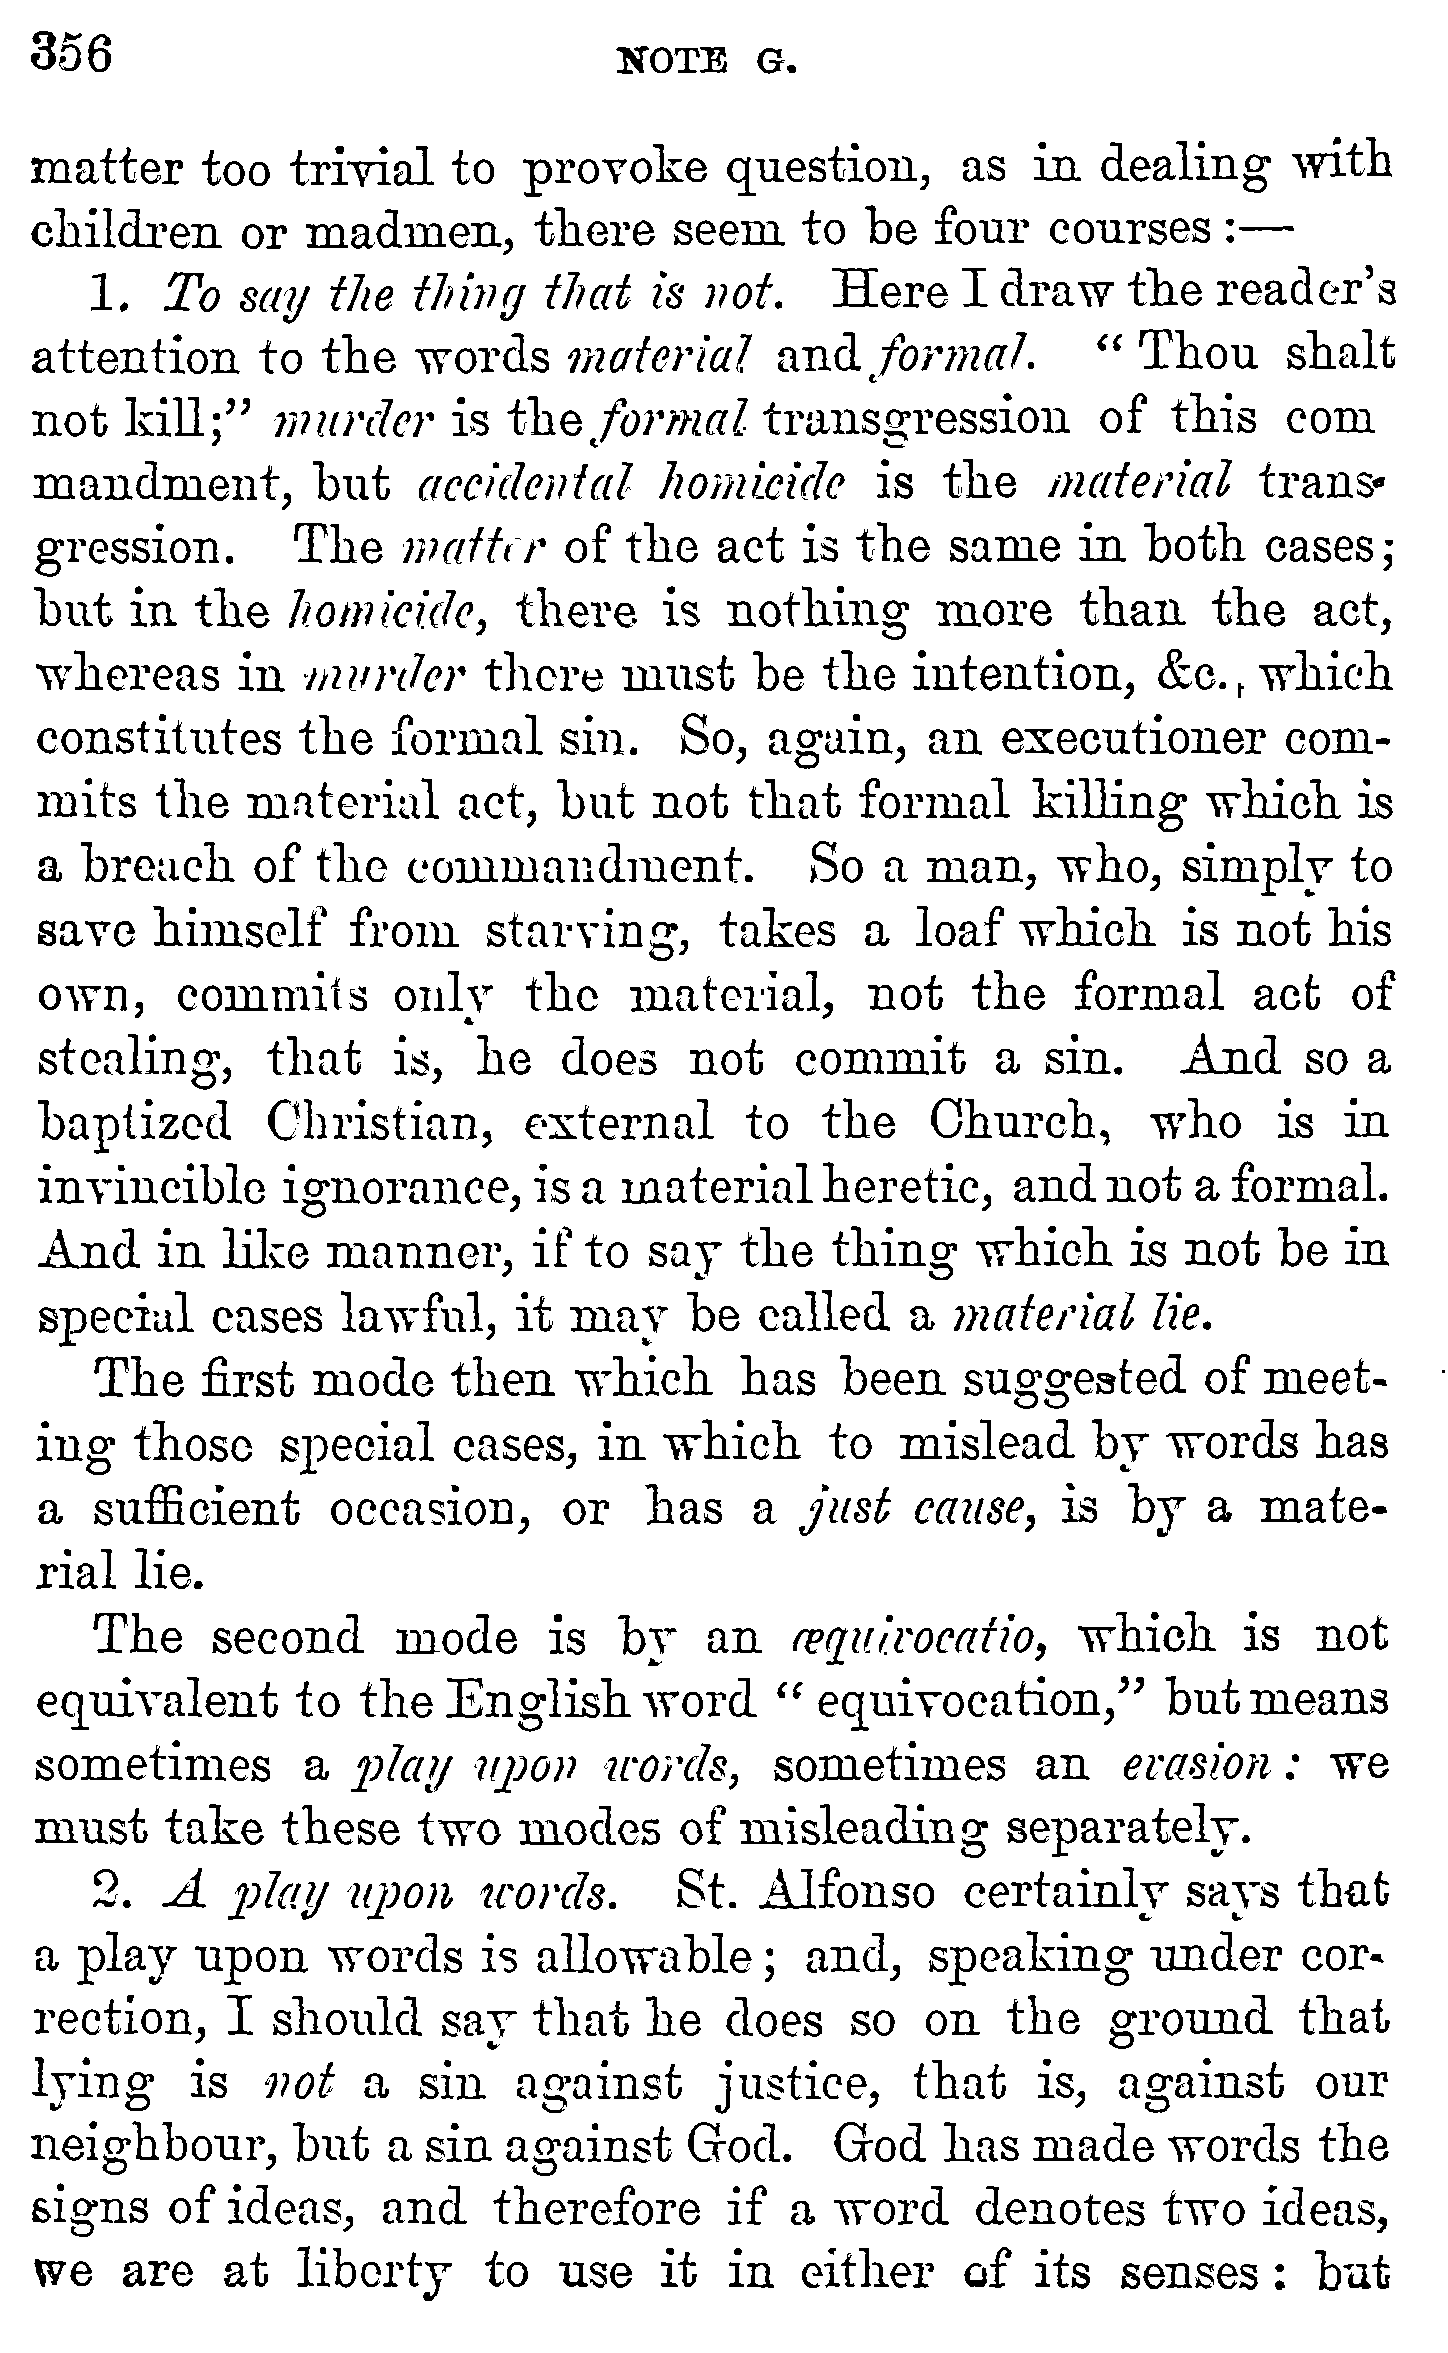 356 NOTE G.
matter too trivial to provoke question, as in dealing with
children or madmen, there seem to be four courses :—
1. To say the thing that is not. Here I draw the reader's
attention to the words material and formal. “Thou shalt
not kill;” murder is the formal transgression of this com
mandment, but accidental homicide is the material trans-
gression. The matter of the act is the same in both cases;
but in the homicide, there is nothing more than the act,
whereas in murder there must be the intention, &c., which
constitutes the formal sin. So, again, an executioner com-
mits the material act, but not that formal killing which is
a breach of the commandment. So a man, who, simply to
save himself from starving, takes a loaf which is not his
own, commits only the material, not the formal act of
stealing, that is, he does not commit a sin. And so a
baptized Christian, external to the Church, who is in
invincible ignorance, is a material heretic, and not a formal.
And in like manner, if to say the thing which is not be in
special cases lawful, it may be called a material lie.
The first mode then which has been suggested of meet-
ing those special cases, in which to mislead by words has
a sufficient occasion, or has a just cause, is by a mate-
rial lie.
The second mode is by an æquivocatio, which is not
equivalent to the English word “equivocation,” but means
sometimes a play upon words, sometimes an evasion : we
must take these two modes of misleading separately.
2. A play upon words. St. Alfonso certainly says that
a play upon words is allowable; and, speaking under cor-
rection, I should say that he does so on the ground that
lying is not a sin against justice, that is, against our
neighbour, but a sin against God. God has made words the
signs of ideas, and therefore if a word denotes two ideas,
we are at liberty to use it in either of its senses : but